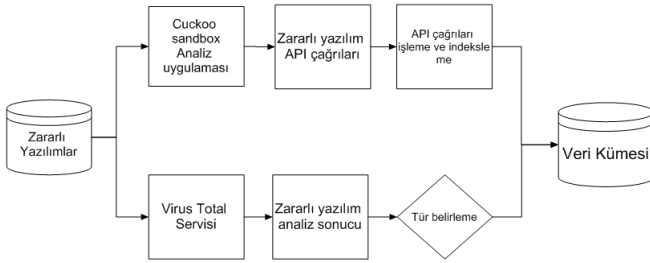 Cuckoo
sandbox
Analiz
uygulaması
Zararlı yazılım
API çağrıları
API çağrıları
işleme ve indeksle
me
Zararlı
Yazılımlar
Veri Kümesi
Virus Total
Servisi
Zararlı yazılım
analiz sonucu
Tür belirleme